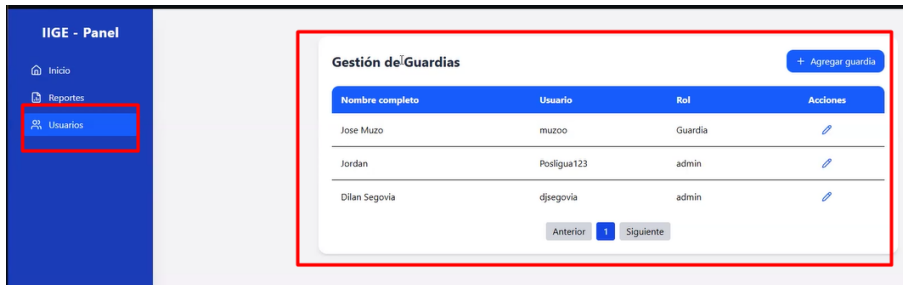 IIGE - Panel
Inicio
Reportes
Usuarios
Gestión de Guardias
+ Agregar guardia
Nombre completo Usuario Rol Acciones
Jose Muzo muzoo Guardia
Jordan Posligua123 admin
Dilan Segovia djsegovia admin
Anterior 1 Siguiente